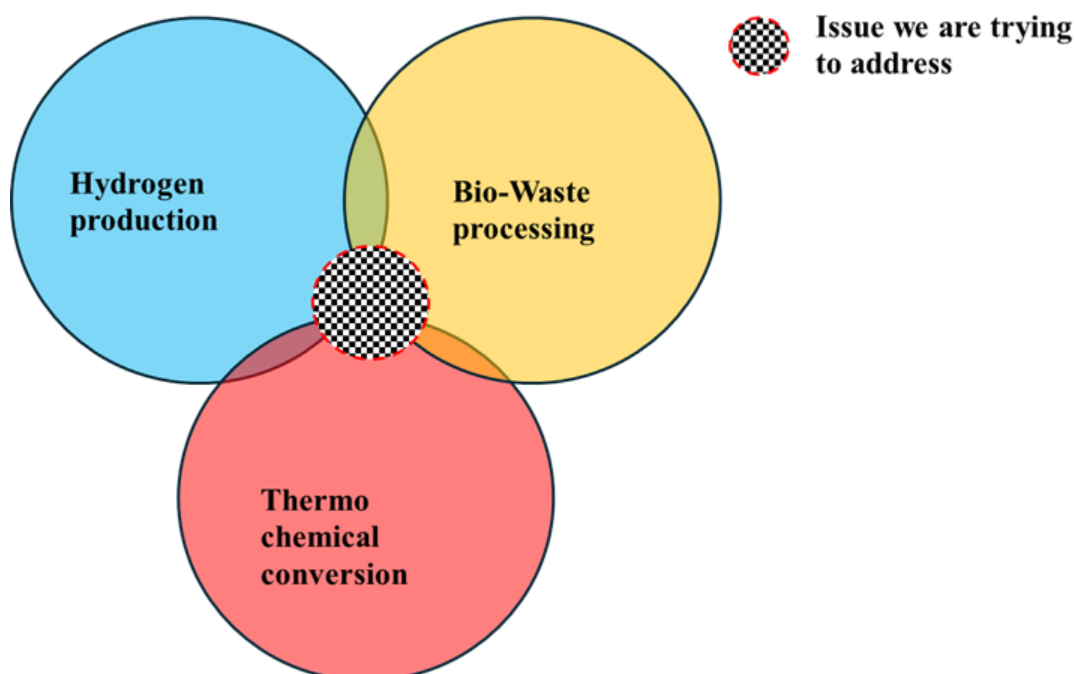 Issue we are trying
to address
Hydrogen
production
Bio-Waste
processing
Thermo
chemical
conversion